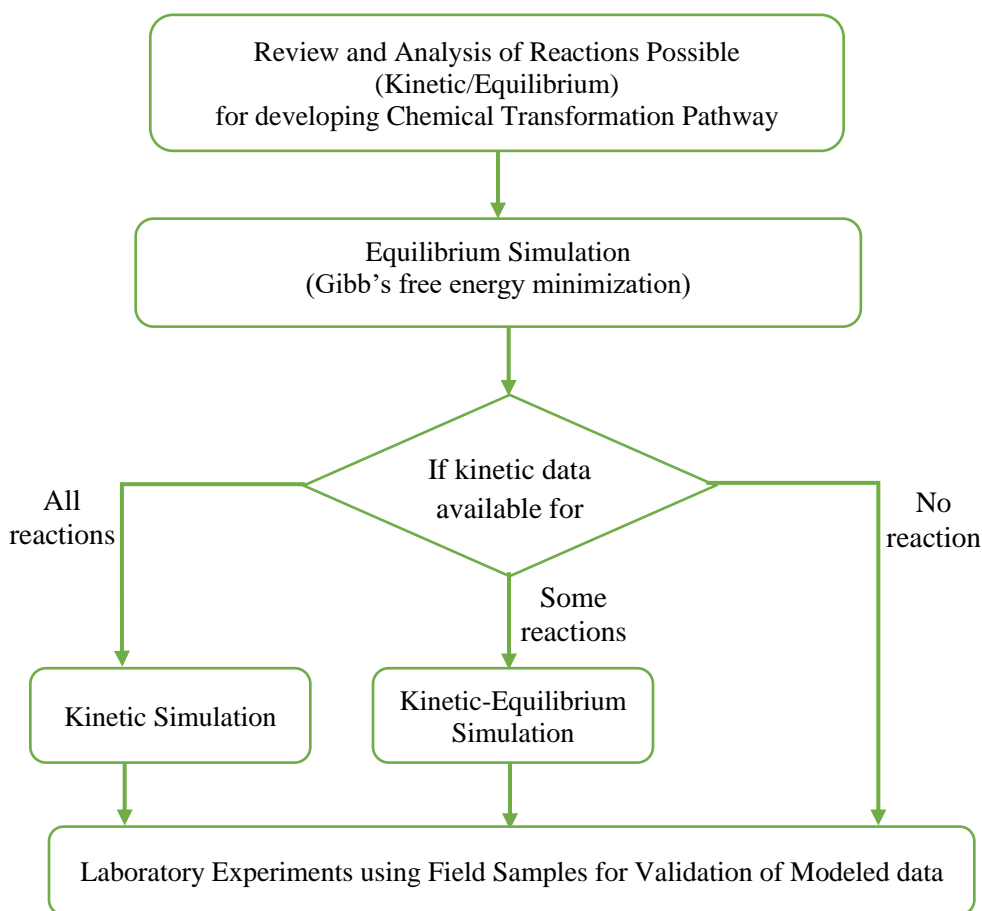 Review and Analysis of Reactions Possible
(Kinetic/Equilibrium)
for developing Chemical Transformation Pathway
Equilibrium Simulation
(Gibb’s free energy minimization)
If kinetic data
available for
All
reactions
No
reaction
Some
reactions
Kinetic Simulation
Kinetic-Equilibrium
Simulation
Laboratory Experiments using Field Samples for Validation of Modeled data